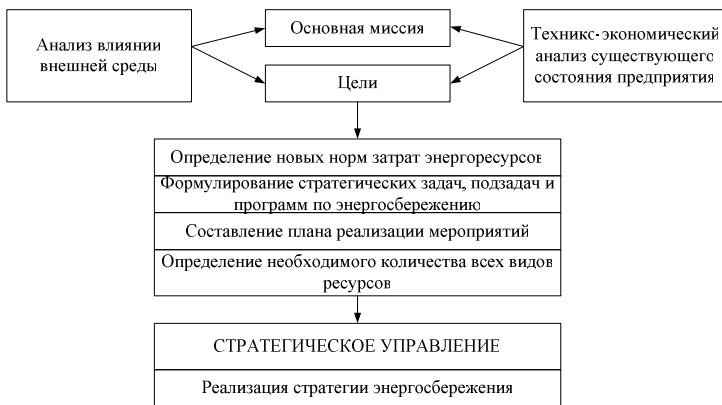 Анализ влиянии
внешней среды
Основная миссия
Цели
Технико-экономический
анализ существующего
состояния предприятия
Определение новых норм затрат энергоресурсов
Формулирование стратегических задач, подзадач и
программ по энергосбережению
Составление плана реализации мероприятий
Определение необходимого количества всех видов
ресурсов
СТРАТЕГИЧЕСКОЕ УПРАВЛЕНИЕ
Реализация стратегии энергосбережения